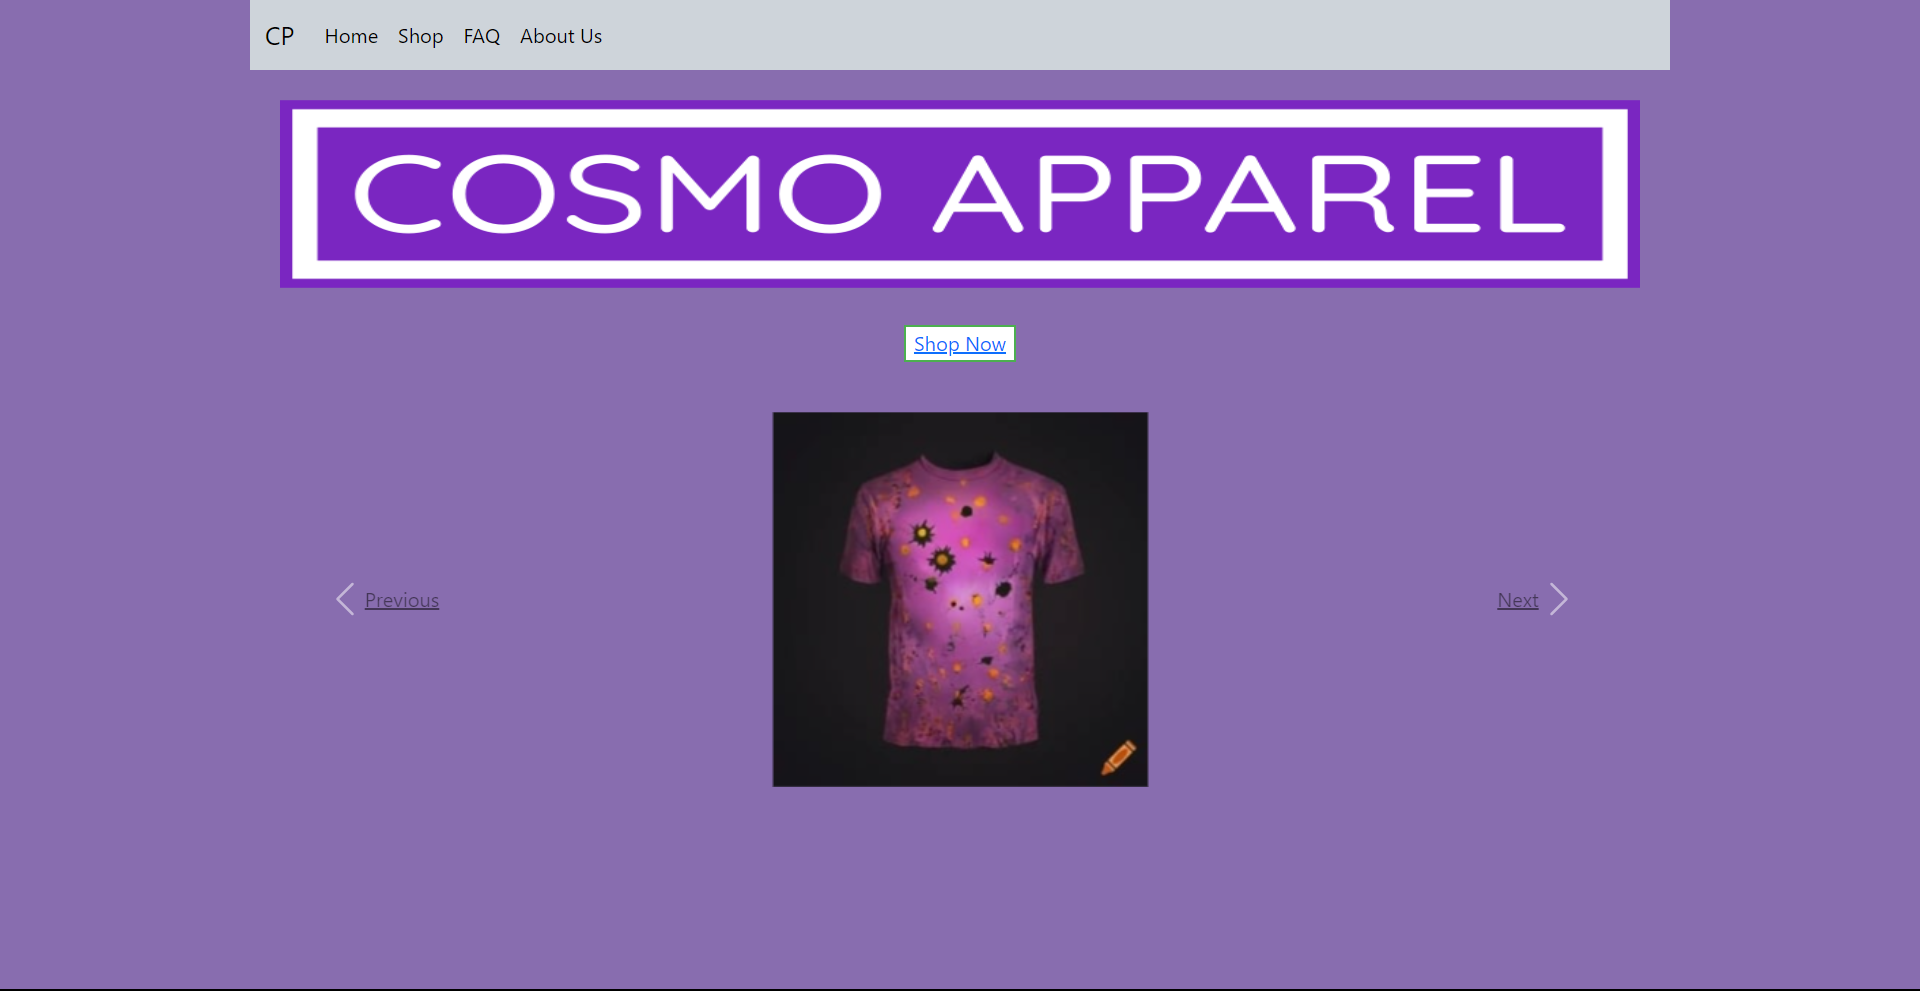 CP Home Shop FAQ About Us
COSMO APPAREL
Shop Now
Previous
Next